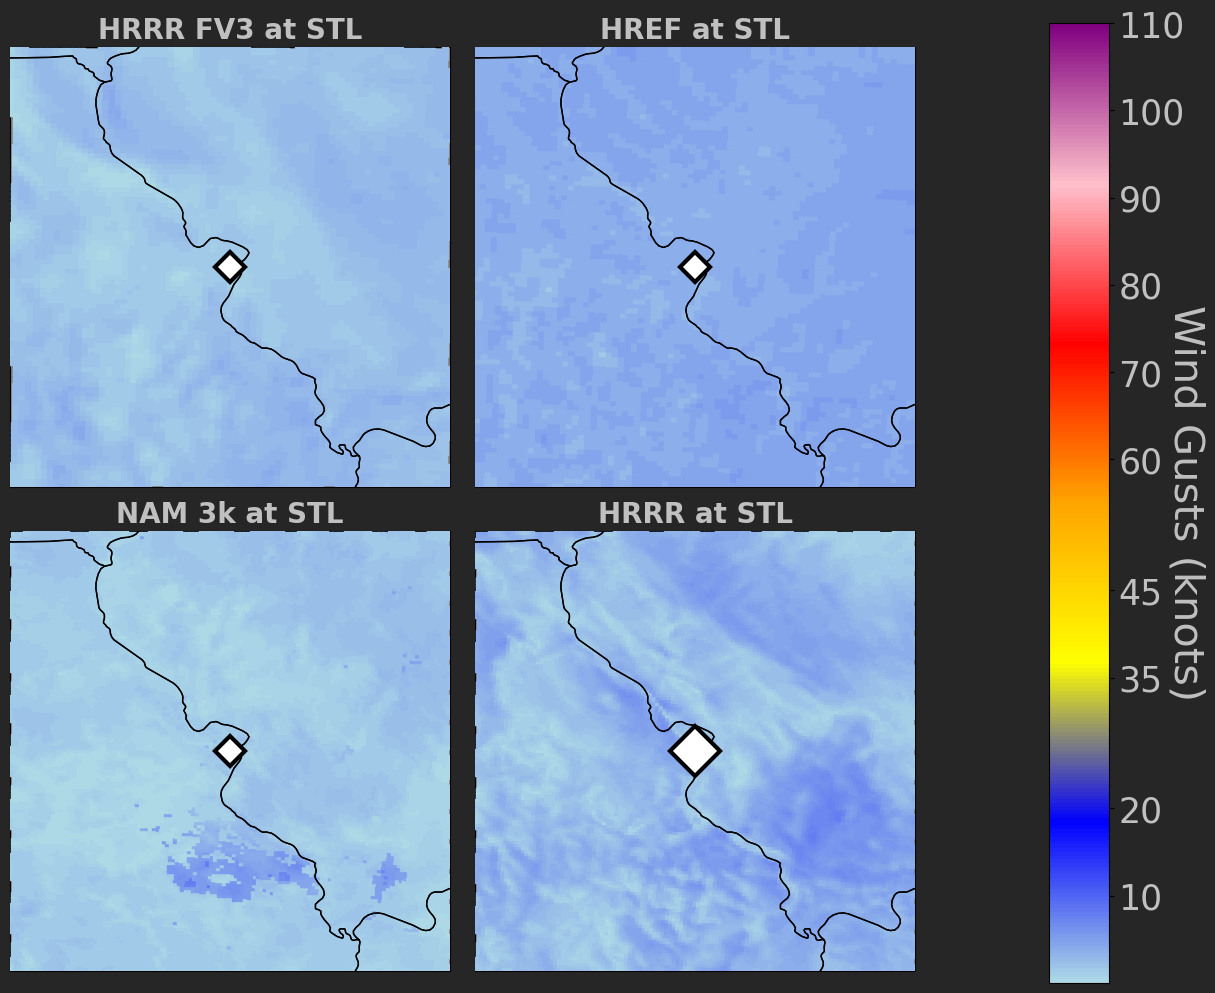 HRRR FV3 at STL
HREF at STL
NAM 3k at STL
HRRR at STL
110
100
90
80
70
60
45
35
20
10
Wind Gusts (knots)